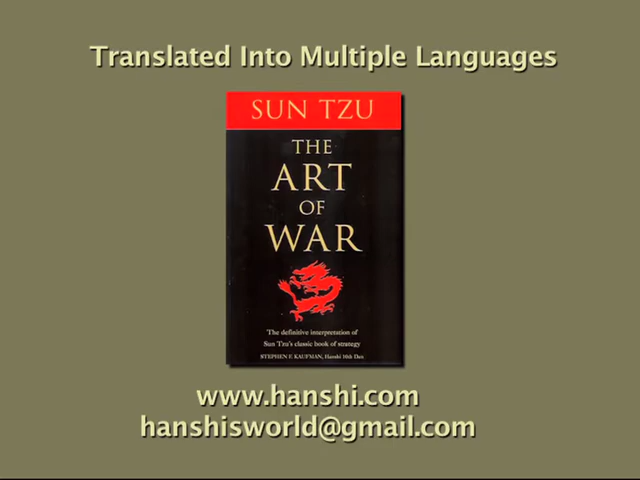 Translated Into Multiple Languages
SUN TZU
THE
ART
OF
WAR
The definitive interpretation of
Sun Tzu's classic book of strategy
STEPHEN F. KAUFMAN, Hanshi 10th Dan
www.hanshi.com
hanshisworld@gmail.com